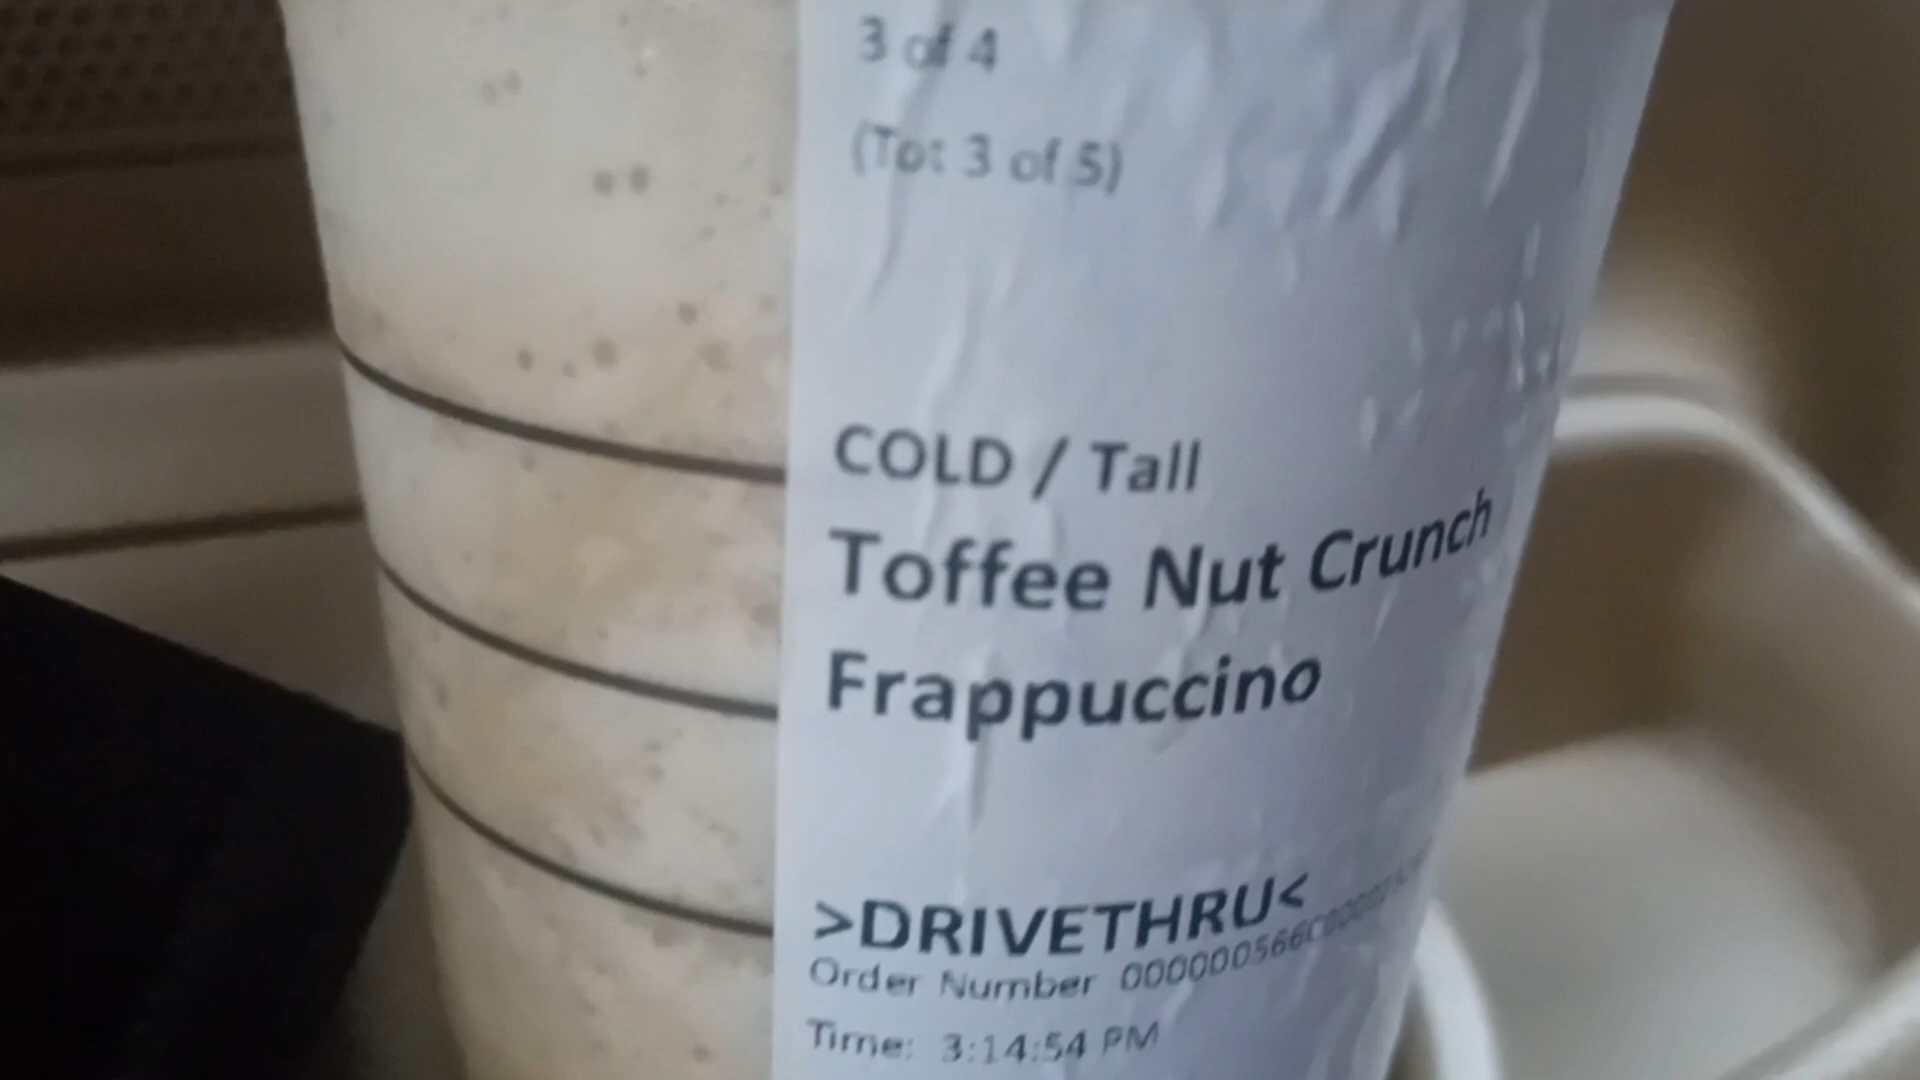 3 of 4
(Tot 3 of 5)
COLD / Tall
Toffee Nut Crunch
Frappuccino
>DRIVETHRU<
Order Number
Time: 3:14:54 PM